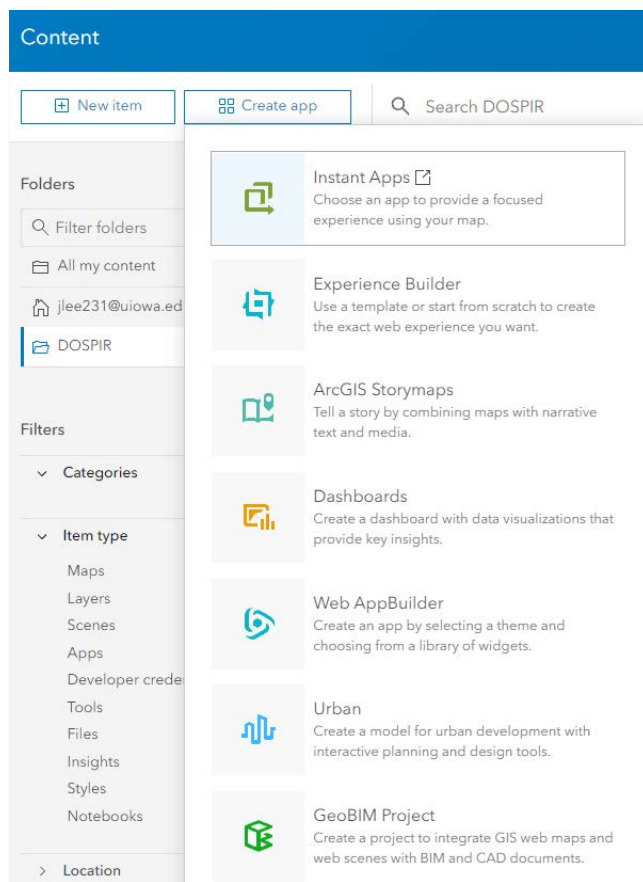 Content
New item
Create app
Search DOSPIR
Folders
Filter folders
All my content
jlee231@uiowa.ed
DOSPIR
Filters
Categories
Item type
Maps
Layers
Scenes
Apps
Developer crede
Tools
Files
Insights
Styles
Notebooks
Location
Instant Apps
Choose an app to provide a focused
experience using your map.
Experience Builder
Use a template or start from scratch to create
the exact web experience you want.
ArcGIS Storymaps
Tell a story by combining maps with narrative
text and media.
Dashboards
Create a dashboard with data visualizations that
provide key insights.
Web AppBuilder
Create an app by selecting a theme and
choosing from a library of widgets.
Urban
Create a model for urban development with
interactive planning and design tools.
GeoBIM Project
Create a project to integrate GIS web maps and
web scenes with BIM and CAD documents.